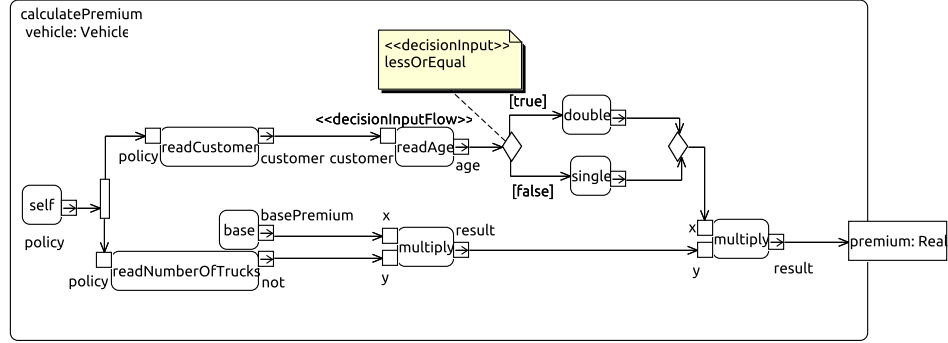 calculatePremium
vehicle: Vehicle
<<decisionInput>>
lessOrEqual
[true]
double
<<decisionInputFlow>>
readCustomer
readAge
policy
customer
customer
age
single
[false]
self
policy
base
basePremium
x
result
multiply
x
multiply
premium: Real
policy
readNumberOfTrucks
not
y
y
result